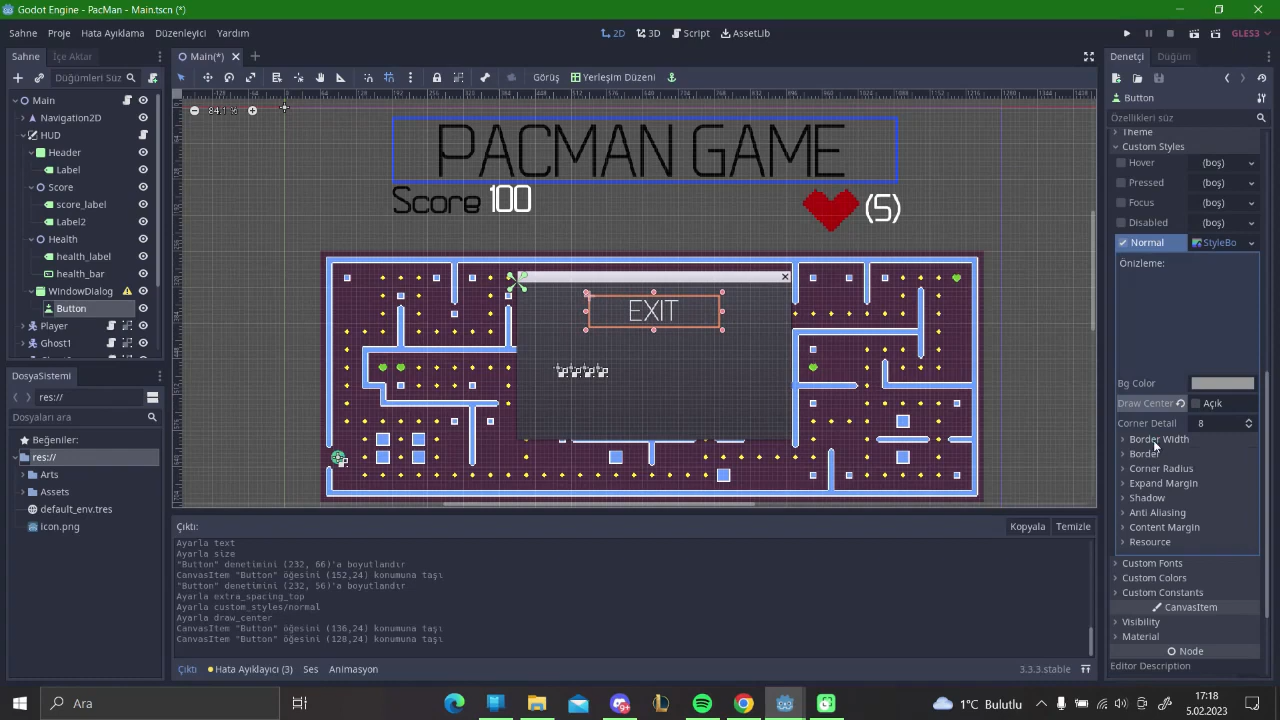 Godot Engine - PacMan - Main.tscn (*)
Sahne Proje Hata Ayıklama Düzenleyici Yardım
2D 3D Script AssetLib
GLES3
Sahne İçe Aktar
Main(*)
Denetçi Düğüm
Düğümleri Süz
Görüş Yerleşim Düzeni
Button
Özellikleri süz
84.1 %
Main
Navigation2D
HUD
Header
Label
Score
score_label
Label2
Health
health_label
health_bar
WindowDialog
Button
Player
Ghost1
PACMAN GAME
Score 100
(5)
EXIT
Theme
Custom Styles
Hover (boş)
Pressed (boş)
Focus (boş)
Disabled (boş)
Normal StyleBo
Önizleme:
Bg Color
Draw Center Açık
Corner Detail 8
Border Width
Border
Corner Radius
Expand Margin
Shadow
Anti Aliasing
Content Margin
Resource
Custom Fonts
Custom Colors
Custom Constants
CanvasItem
Visibility
Material
Node
Editor Description
DosyaSistemi
res://
Dosyaları ara
Beğeniler:
res://
Arts
Assets
default_env.tres
icon.png
Çıktı:
Kopyala Temizle
Ayarla text
Ayarla size
"Button" denetimini (232, 66)'a boyutlandır
CanvasItem "Button" öğesini (152,24) konumuna taşı
"Button" denetimini (232, 56)'a boyutlandır
Ayarla extra_spacing_top
Ayarla custom_styles/normal
Ayarla draw_center
CanvasItem "Button" öğesini (136,24) konumuna taşı
CanvasItem "Button" öğesini (128,24) konumuna taşı
Çıktı Hata Ayıklayıcı (3) Ses Animasyon
3.3.3.stable
Ara
1°C Bulutlu
17:18
5.02.2023